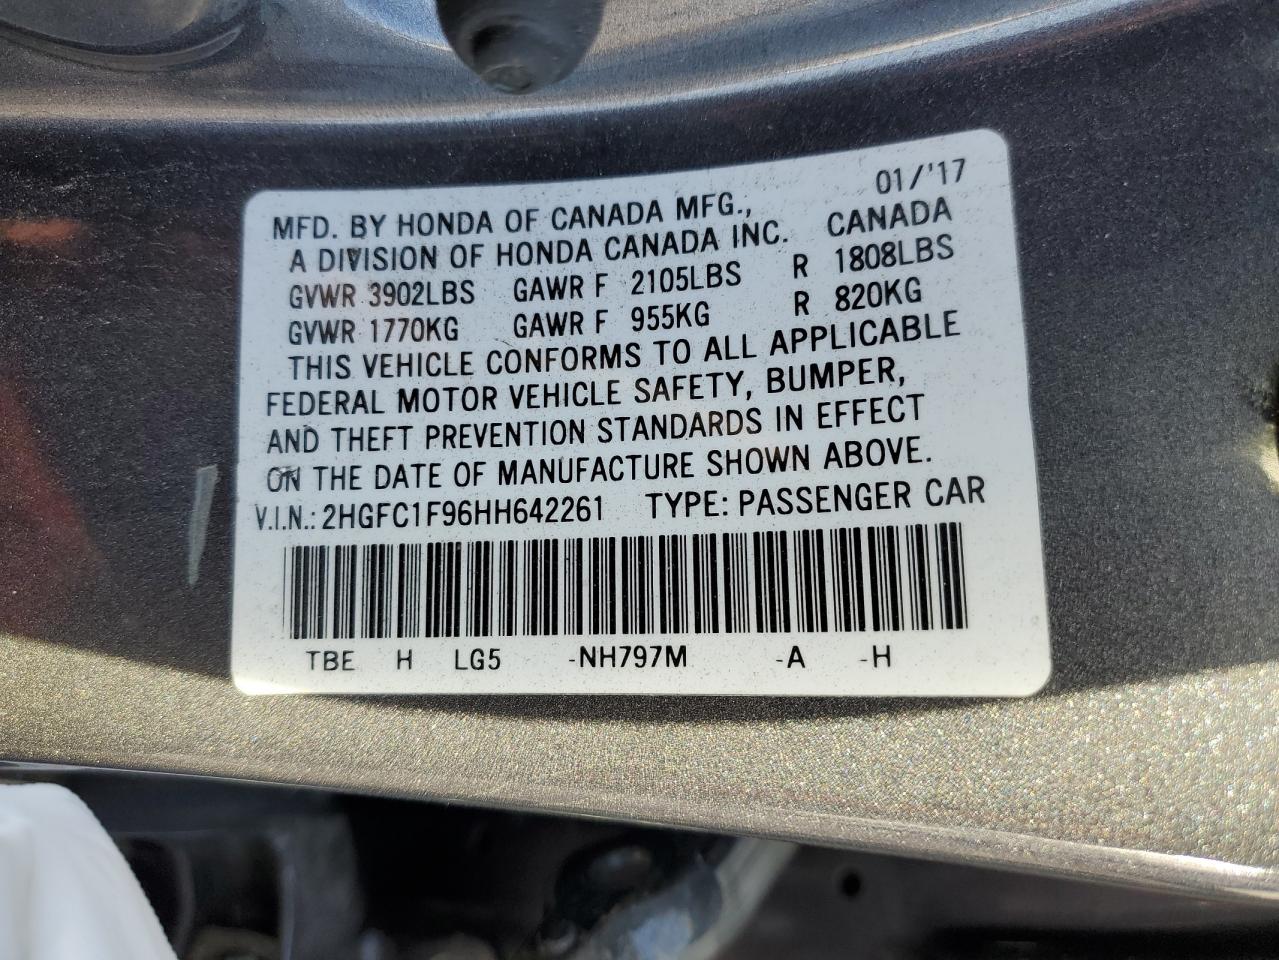 01/'17
MFD. BY HONDA OF CANADA MFG.,
A DIVISION OF HONDA CANADA INC. CANADA
GVWR 3902LBS GAWR F 2105LBS R 1808LBS
GVWR 1770KG GAWR F 955KG R 820KG
THIS VEHICLE CONFORMS TO ALL APPLICABLE
FEDERAL MOTOR VEHICLE SAFETY, BUMPER,
AND THEFT PREVENTION STANDARDS IN EFFECT
ON THE DATE OF MANUFACTURE SHOWN ABOVE.
V.I.N.: 2HGFC1F96HH642261 TYPE: PASSENGER CAR
TBE H LG5 -NH797M -A -H